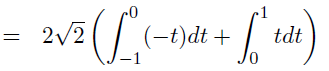 = 2√2 ( ∫_{-1}^{0} (−t)dt + ∫_{0}^{1} tdt )